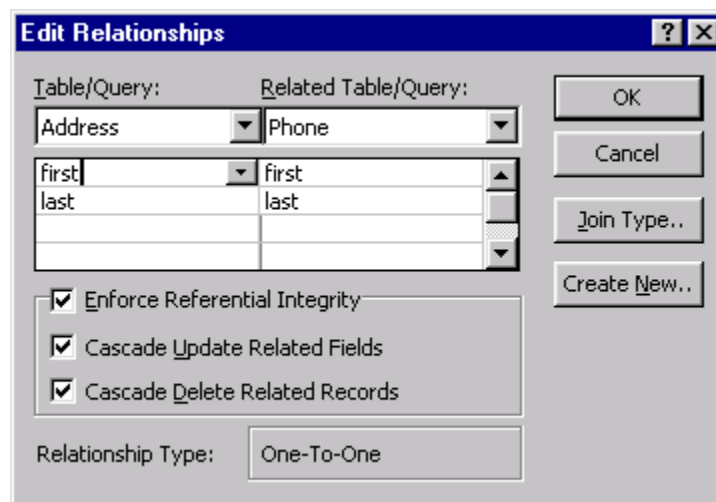 Edit Relationships
Table/Query: Related Table/Query:
Address Phone
first first
last last
Enforce Referential Integrity
Cascade Update Related Fields
Cascade Delete Related Records
Relationship Type: One-To-One
OK
Cancel
Join Type..
Create New..